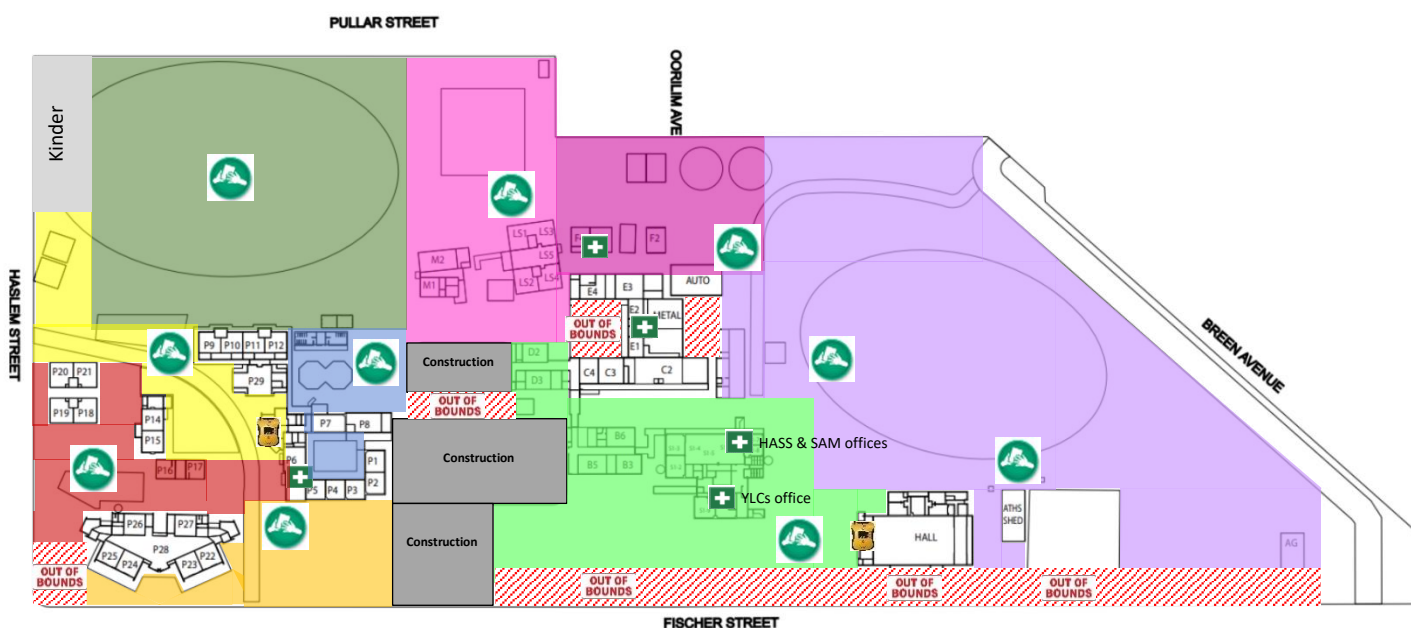 PULLAR STREET
OORILIM AVE
Kinder
HASLEM STREET
BREEN AVENUE
LS1
LS3
LS5
LS2
LS4
M2
M1
F2
E4
E3
AUTO
E2
METAL
E1
OUT OF
BOUNDS
P9
P10
P11
P12
P29
P20
P21
P19
P18
P14
P15
P16
P17
P7
P8
P6
P1
P2
P5
P4
P3
Construction
OUT OF
BOUNDS
Construction
Construction
D2
D3
C4
C3
C2
B6
B5
B3
HASS & SAM offices
YLCs office
HALL
ATHS
SHED
AG
P26
P27
P25
P24
P28
P23
P22
OUT OF
BOUNDS
OUT OF
BOUNDS
OUT OF
BOUNDS
OUT OF
BOUNDS
FISCHER STREET